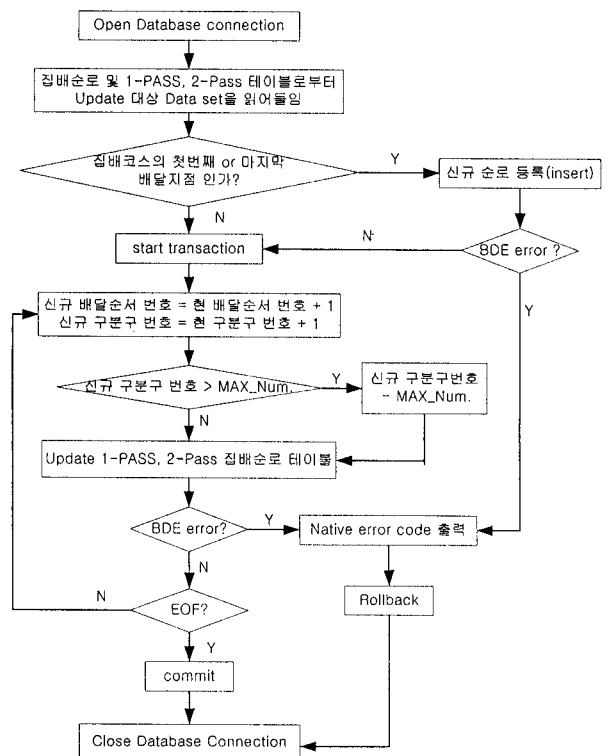 Open Database connection
집배순로 및 1-PASS, 2-Pass 테이블로부터
Update 대상 Data set을 읽어들임
집배코스의 첫번째 or 마지막
배달지점 인가?
Y
신규 순로 등록(insert)
N
start transaction
N
BDE error ?
Y
신규 배달순서 번호 = 현 배달순서 번호 + 1
신규 구분구 번호 = 현 구분구 번호 + 1
신규 구분구 번호 > MAX_Num.
Y
신규 구분구번호
- MAX_Num.
N
Update 1-PASS, 2-Pass 집배순로 테이블
BDE error?
Y
Native error code 출력
N
N
EOF?
Rollback
Y
commit
Close Database Connection